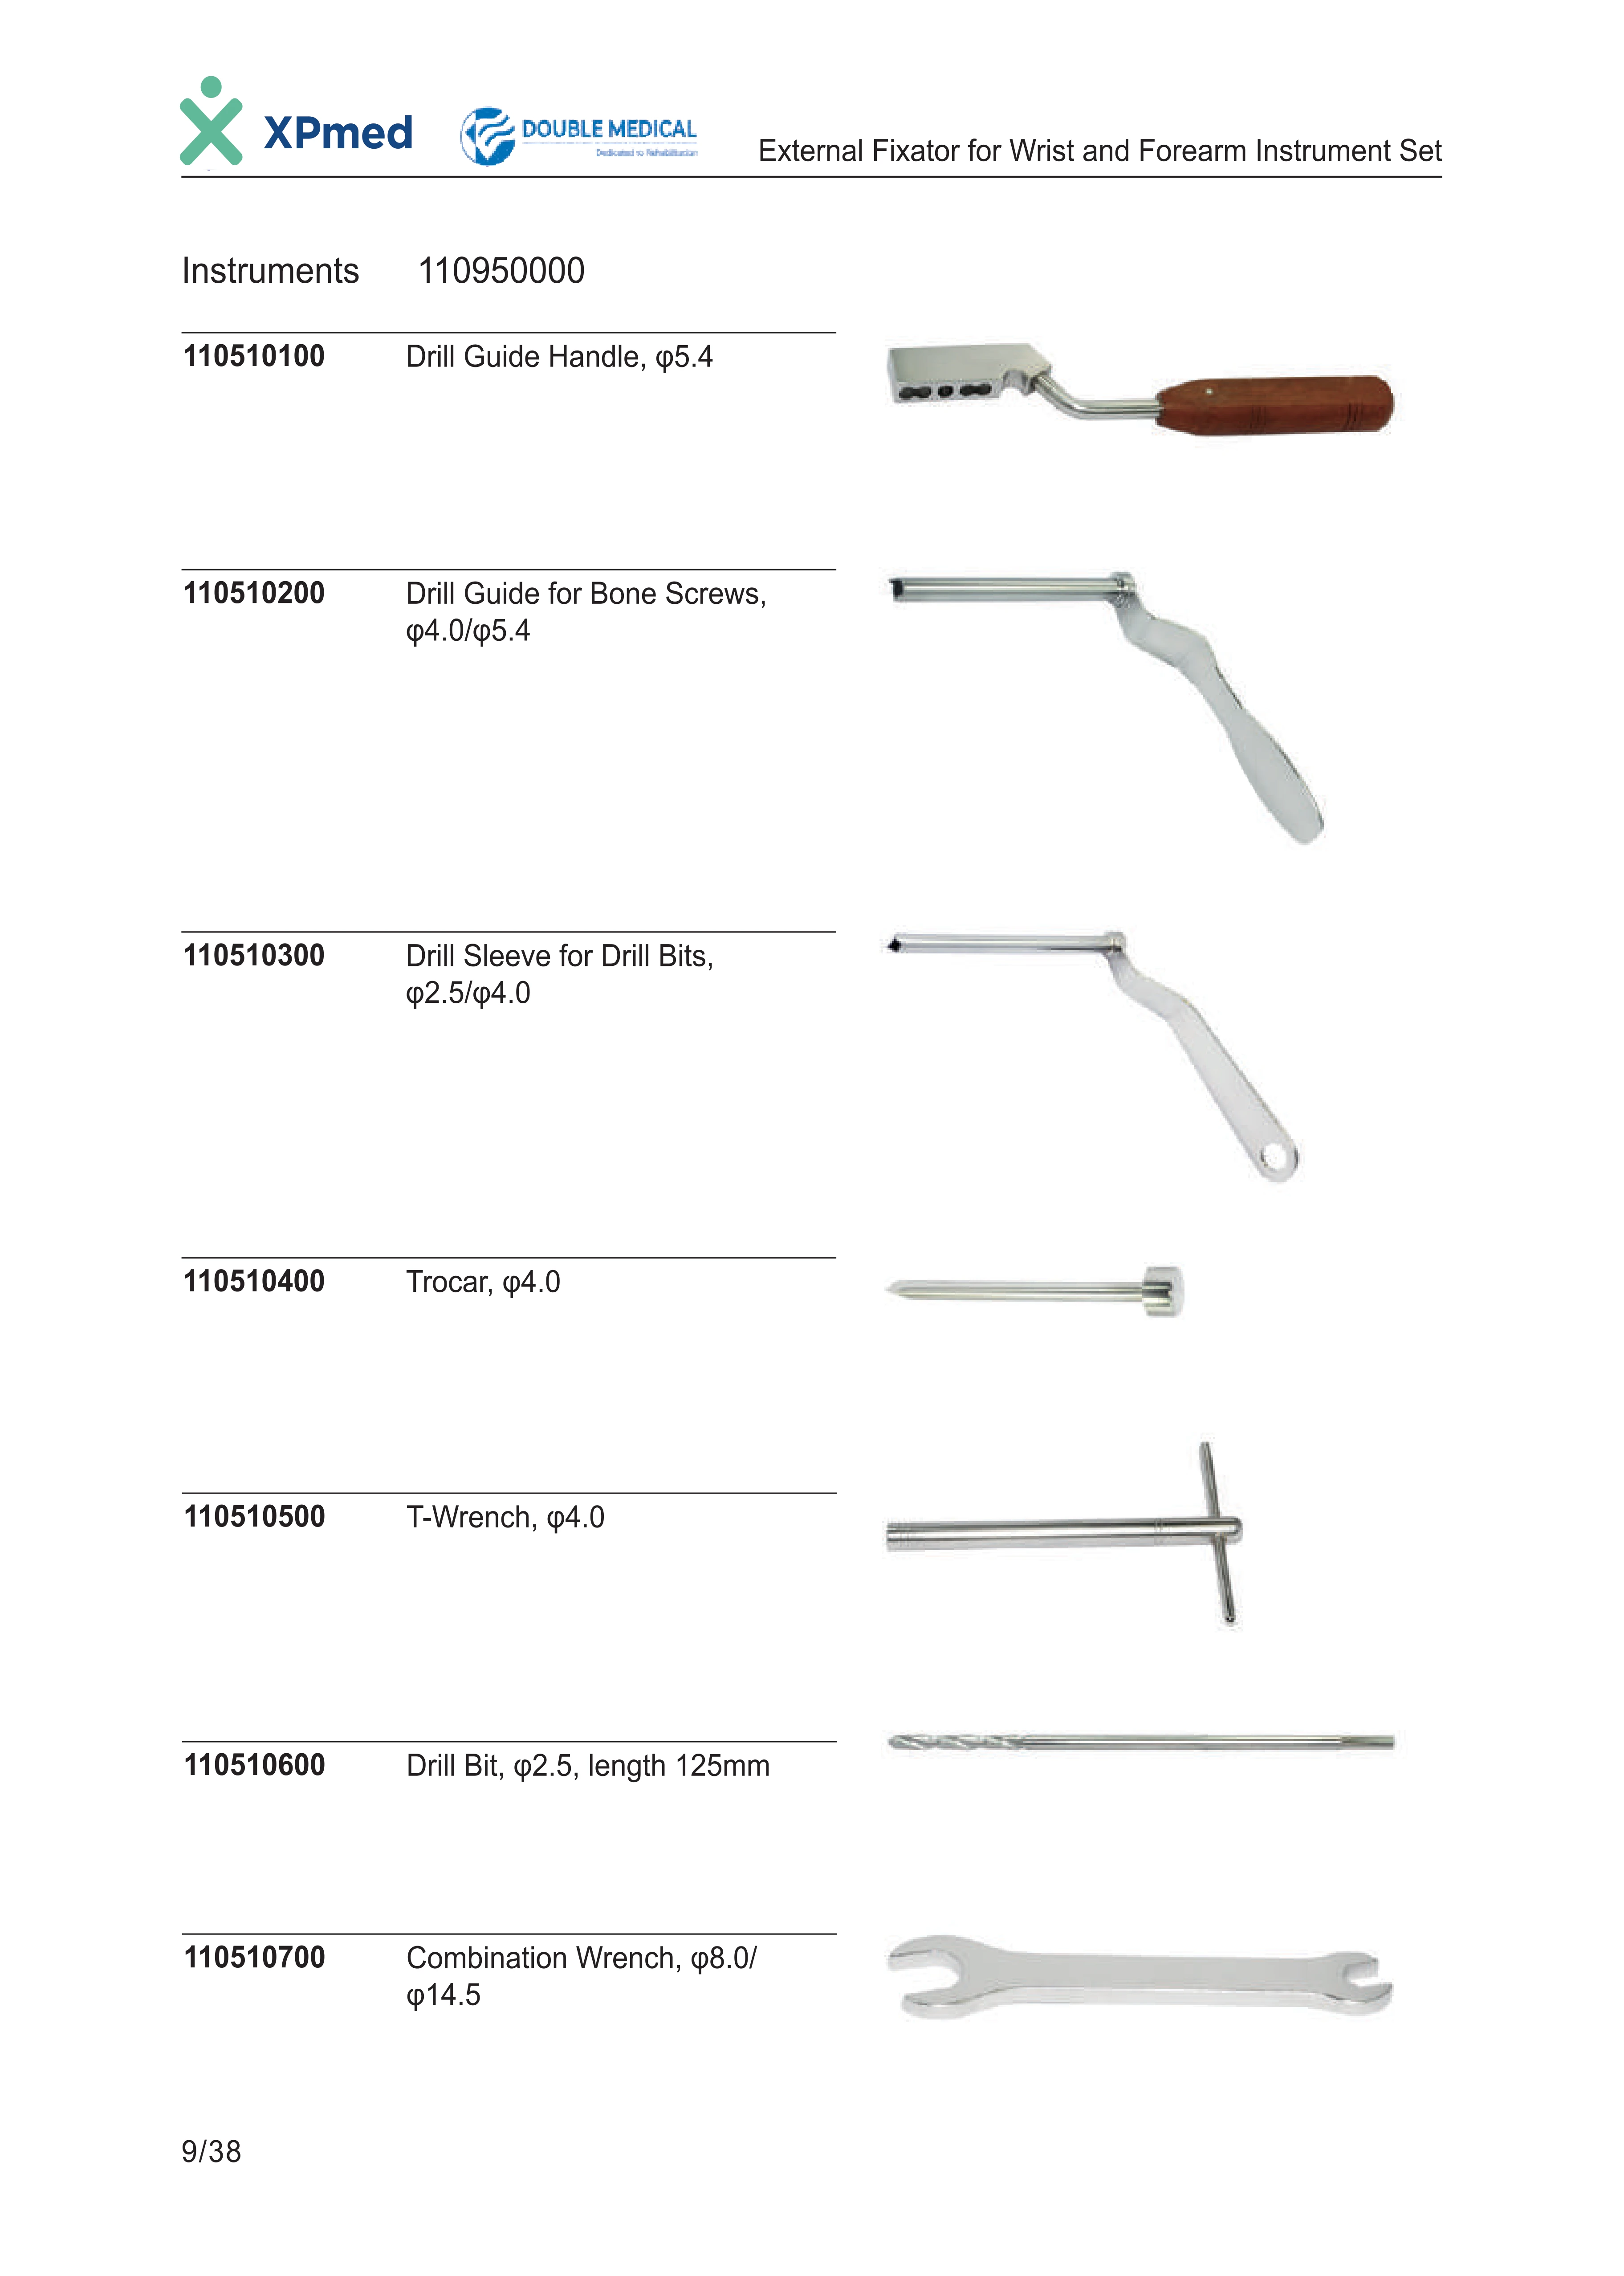 XPmed
DOUBLE MEDICAL
Dedicated to Rehabilitation
External Fixator for Wrist and Forearm Instrument Set
Instruments 110950000
110510100 Drill Guide Handle, φ5.4
110510200 Drill Guide for Bone Screws,
φ4.0/φ5.4
110510300 Drill Sleeve for Drill Bits,
φ2.5/φ4.0
110510400 Trocar, φ4.0
110510500 T-Wrench, φ4.0
110510600 Drill Bit, φ2.5, length 125mm
110510700 Combination Wrench, φ8.0/
φ14.5
9/38